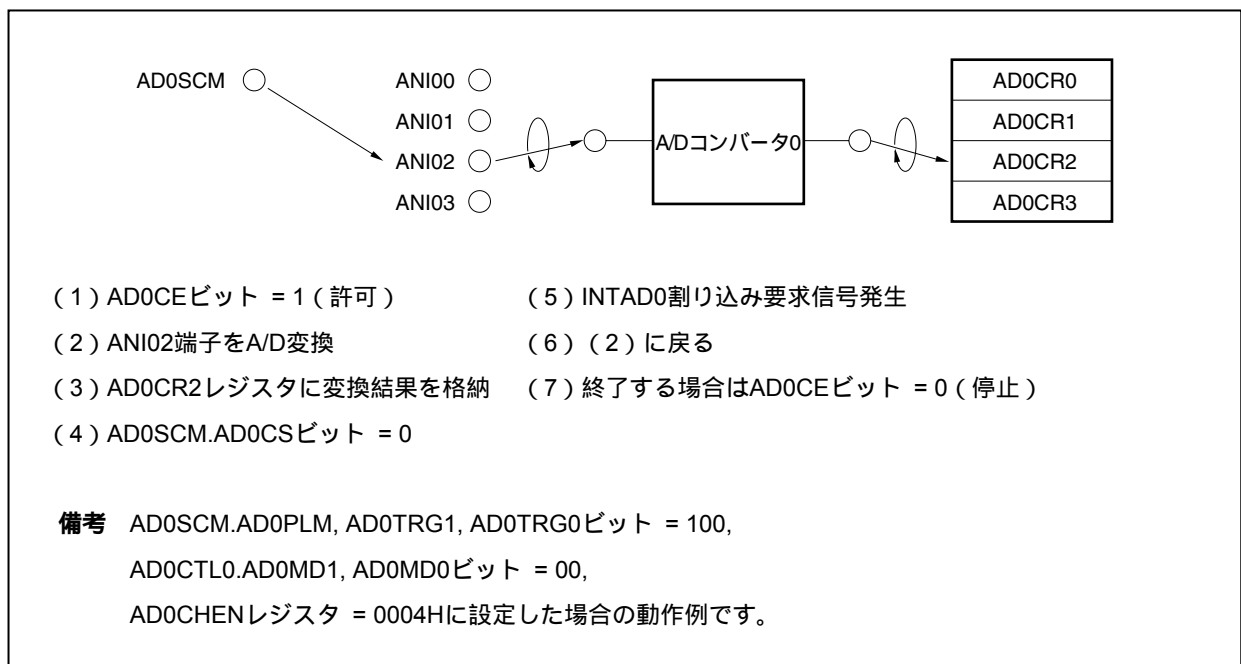 AD0SCM
ANI00
ANI01
ANI02
ANI03
A/Dコンバータ0
AD0CR0
AD0CR1
AD0CR2
AD0CR3
(1)AD0CEビット = 1(許可)
(2)ANI02端子をA/D変換
(3)AD0CR2レジスタに変換結果を格納
(4)AD0SCM.AD0CSビット = 0
(5)INTAD0割り込み要求信号発生
(6)(2)に戻る
(7)終了する場合はAD0CEビット = 0(停止)
備考 AD0SCM.AD0PLM, AD0TRG1, AD0TRG0ビット = 100,
AD0CTL0.AD0MD1, AD0MD0ビット = 00,
AD0CHENレジスタ = 0004Hに設定した場合の動作例です。